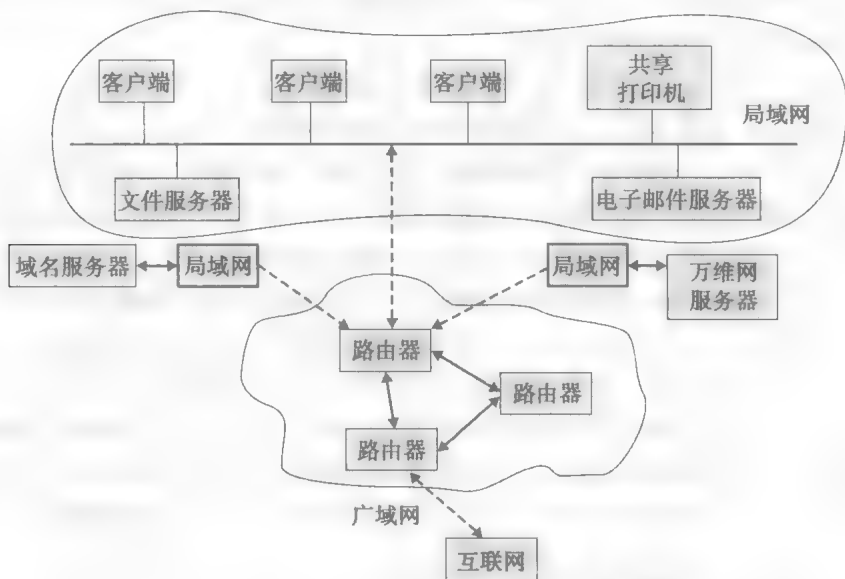 客户端
客户端
客户端
共享
打印机
局域网
文件服务器
电子邮件服务器
域名服务器
局域网
局域网
万维网
服务器
路由器
路由器
路由器
广域网
互联网